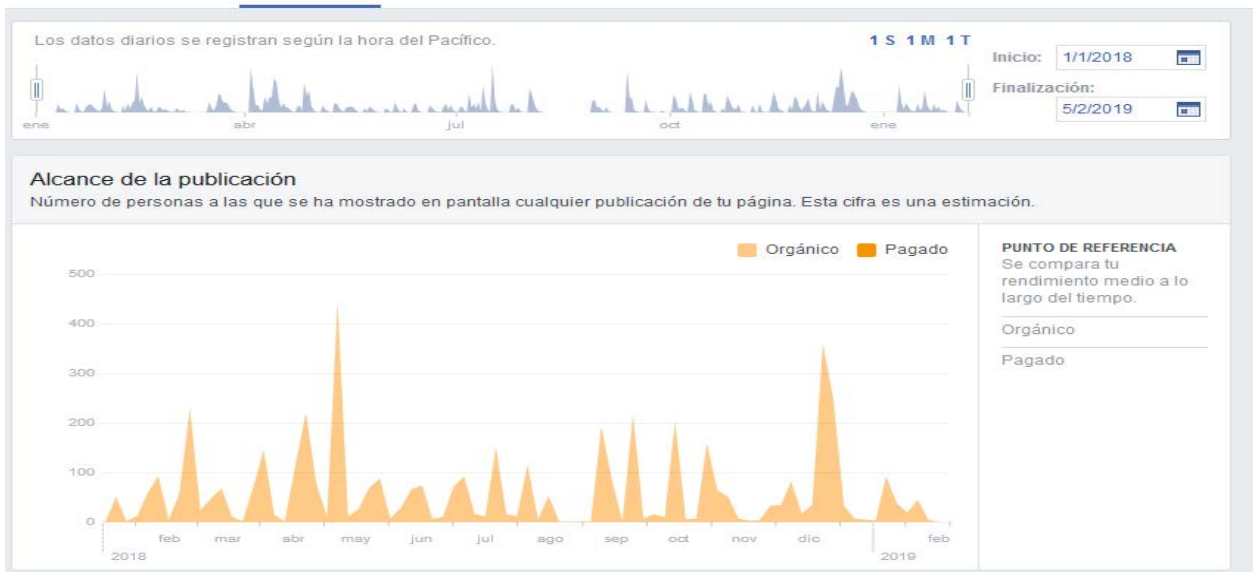 Los datos diarios se registran según la hora del Pacífico.
1 S 1 M 1 T
Inicio: 1/1/2018
Finalización:
5/2/2019
ene abr jul oct ene
Alcance de la publicación
Número de personas a las que se ha mostrado en pantalla cualquier publicación de tu página. Esta cifra es una estimación.
Orgánico Pagado
500
400
300
200
100
0
feb mar abr may jun jul ago sep oct nov dic feb
2018 2019
PUNTO DE REFERENCIA
Se compara tu
rendimiento medio a lo
largo del tiempo.
Orgánico
Pagado